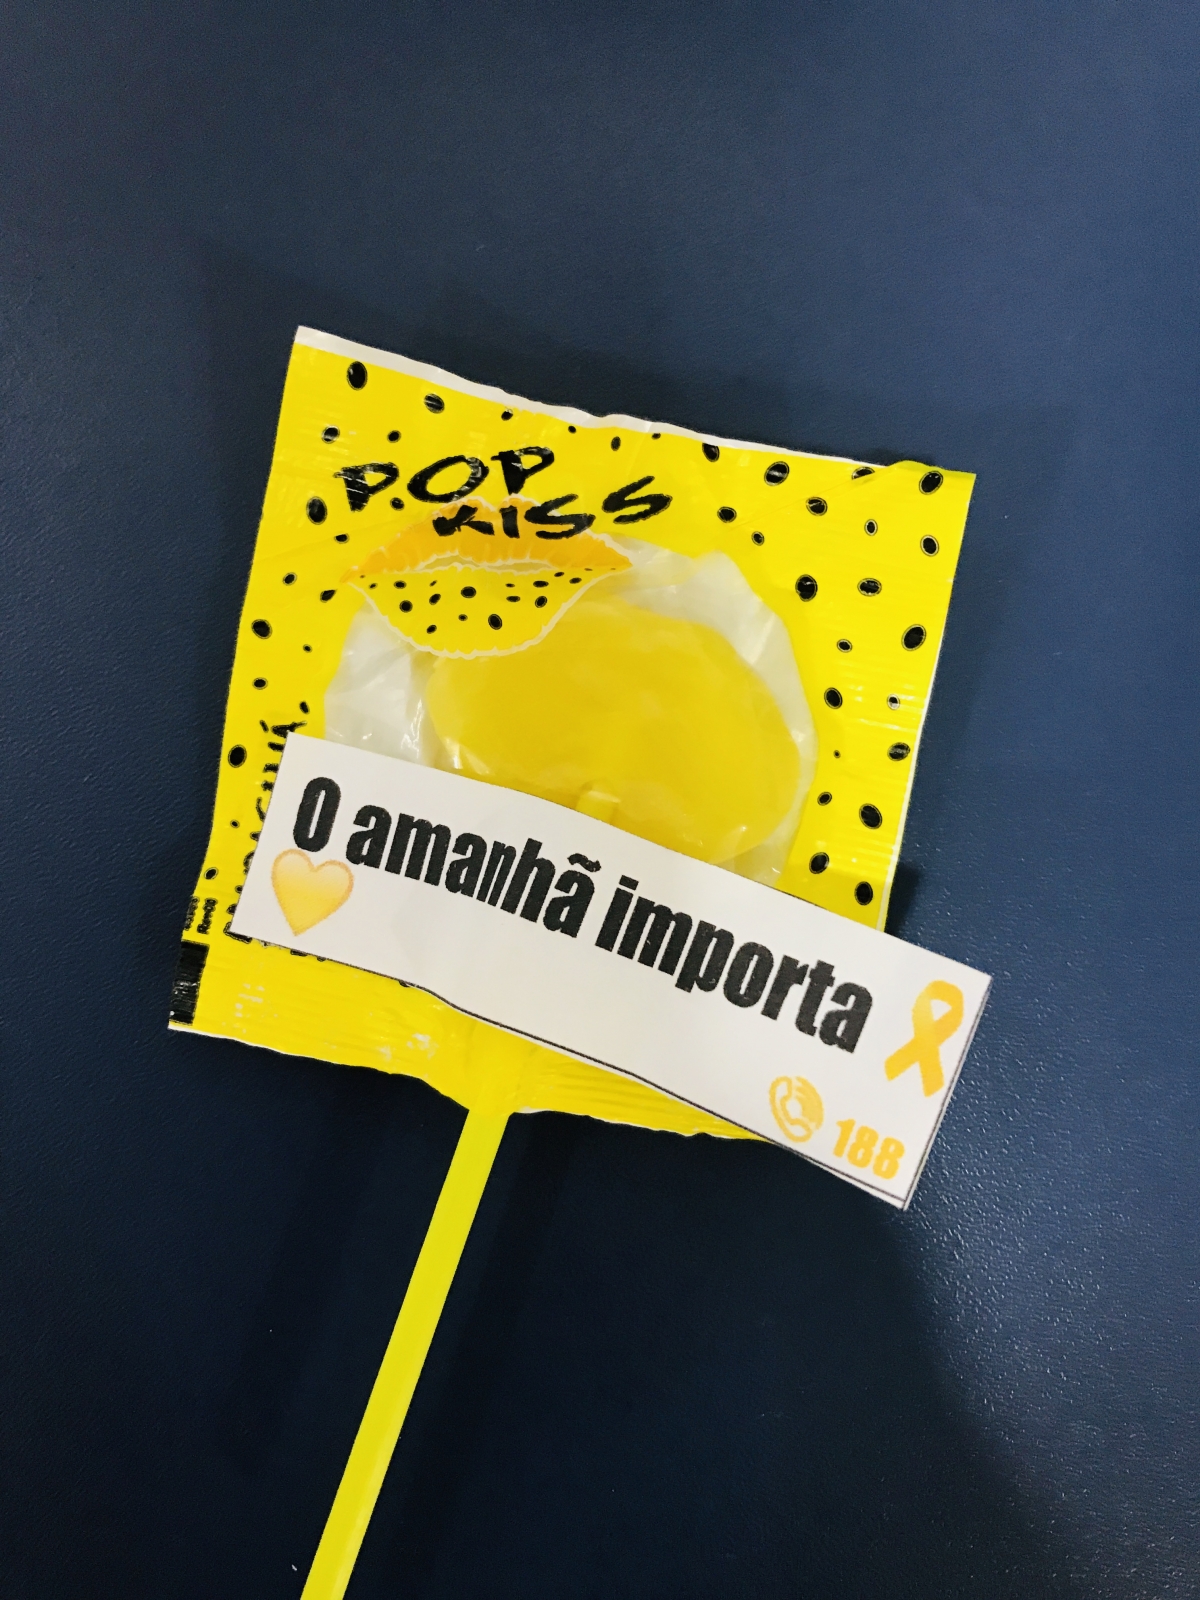 POP
KISS
O amanhã importa
188